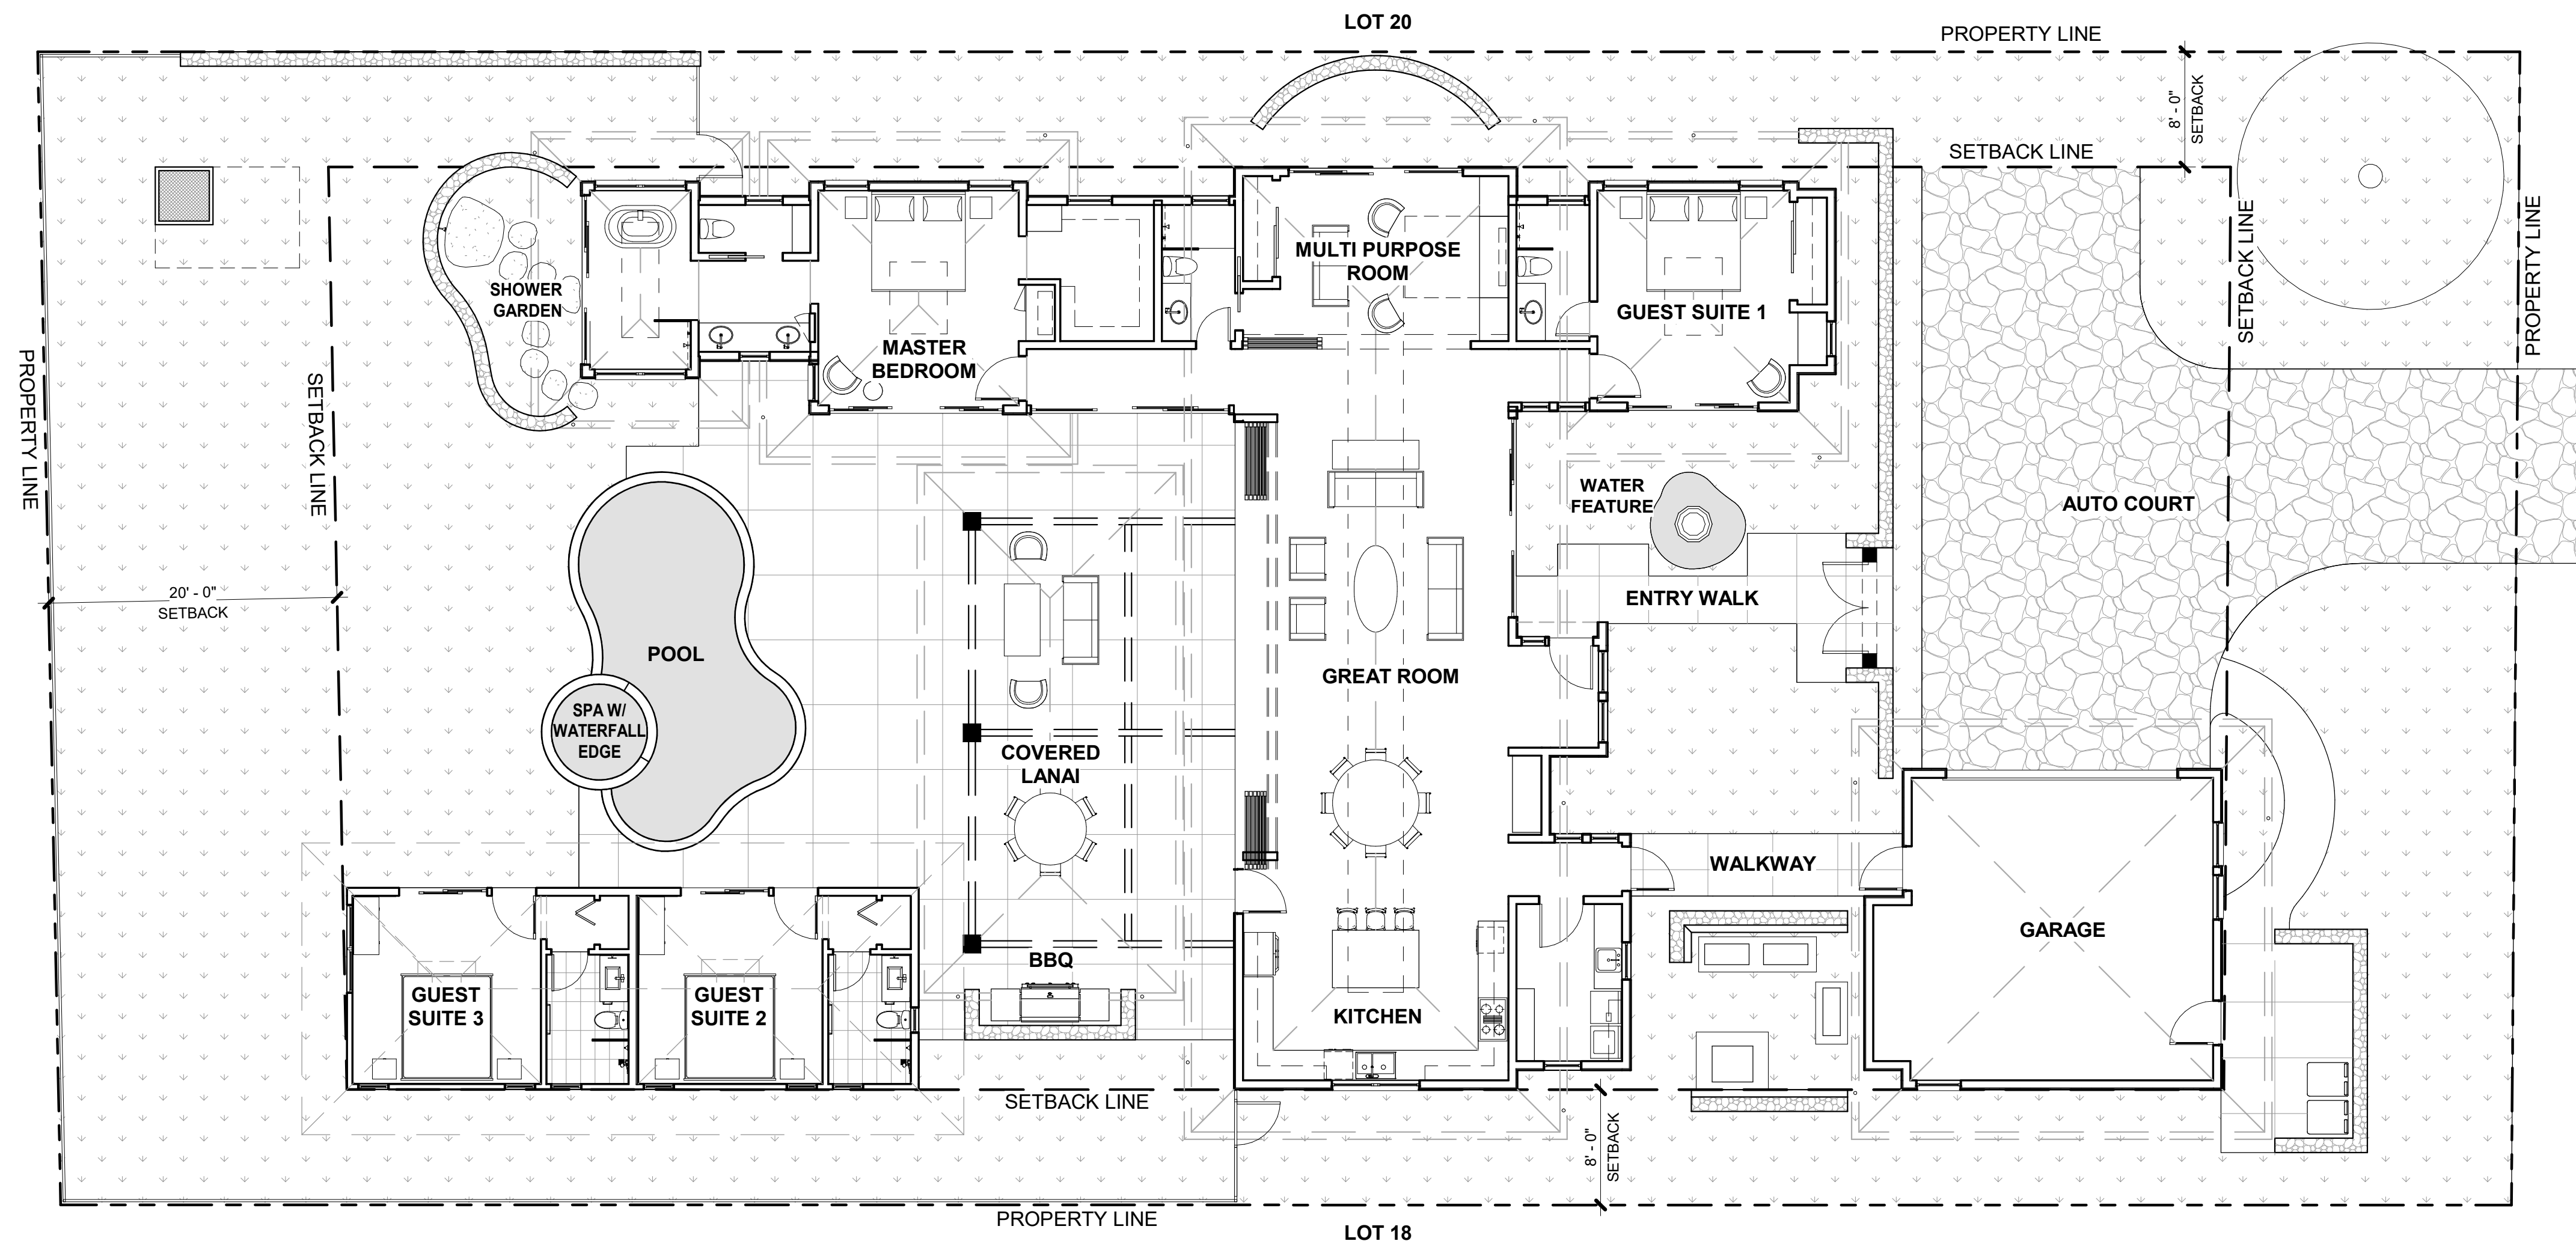 LOT 20
PROPERTY LINE
8' - 0"
SETBACK
SETBACK LINE
SETBACK LINE
PROPERTY LINE
MULTI PURPOSE
ROOM
SHOWER
GARDEN
GUEST SUITE 1
MASTER
BEDROOM
PROPERTY LINE
SETBACK LINE
WATER
FEATURE
AUTO COURT
20' - 0"
SETBACK
ENTRY WALK
POOL
GREAT ROOM
SPA W/
WATERFALL
EDGE
COVERED
LANAI
WALKWAY
GARAGE
BBQ
GUEST
SUITE 3
GUEST
SUITE 2
KITCHEN
SETBACK LINE
8' - 0"
SETBACK
PROPERTY LINE
LOT 18